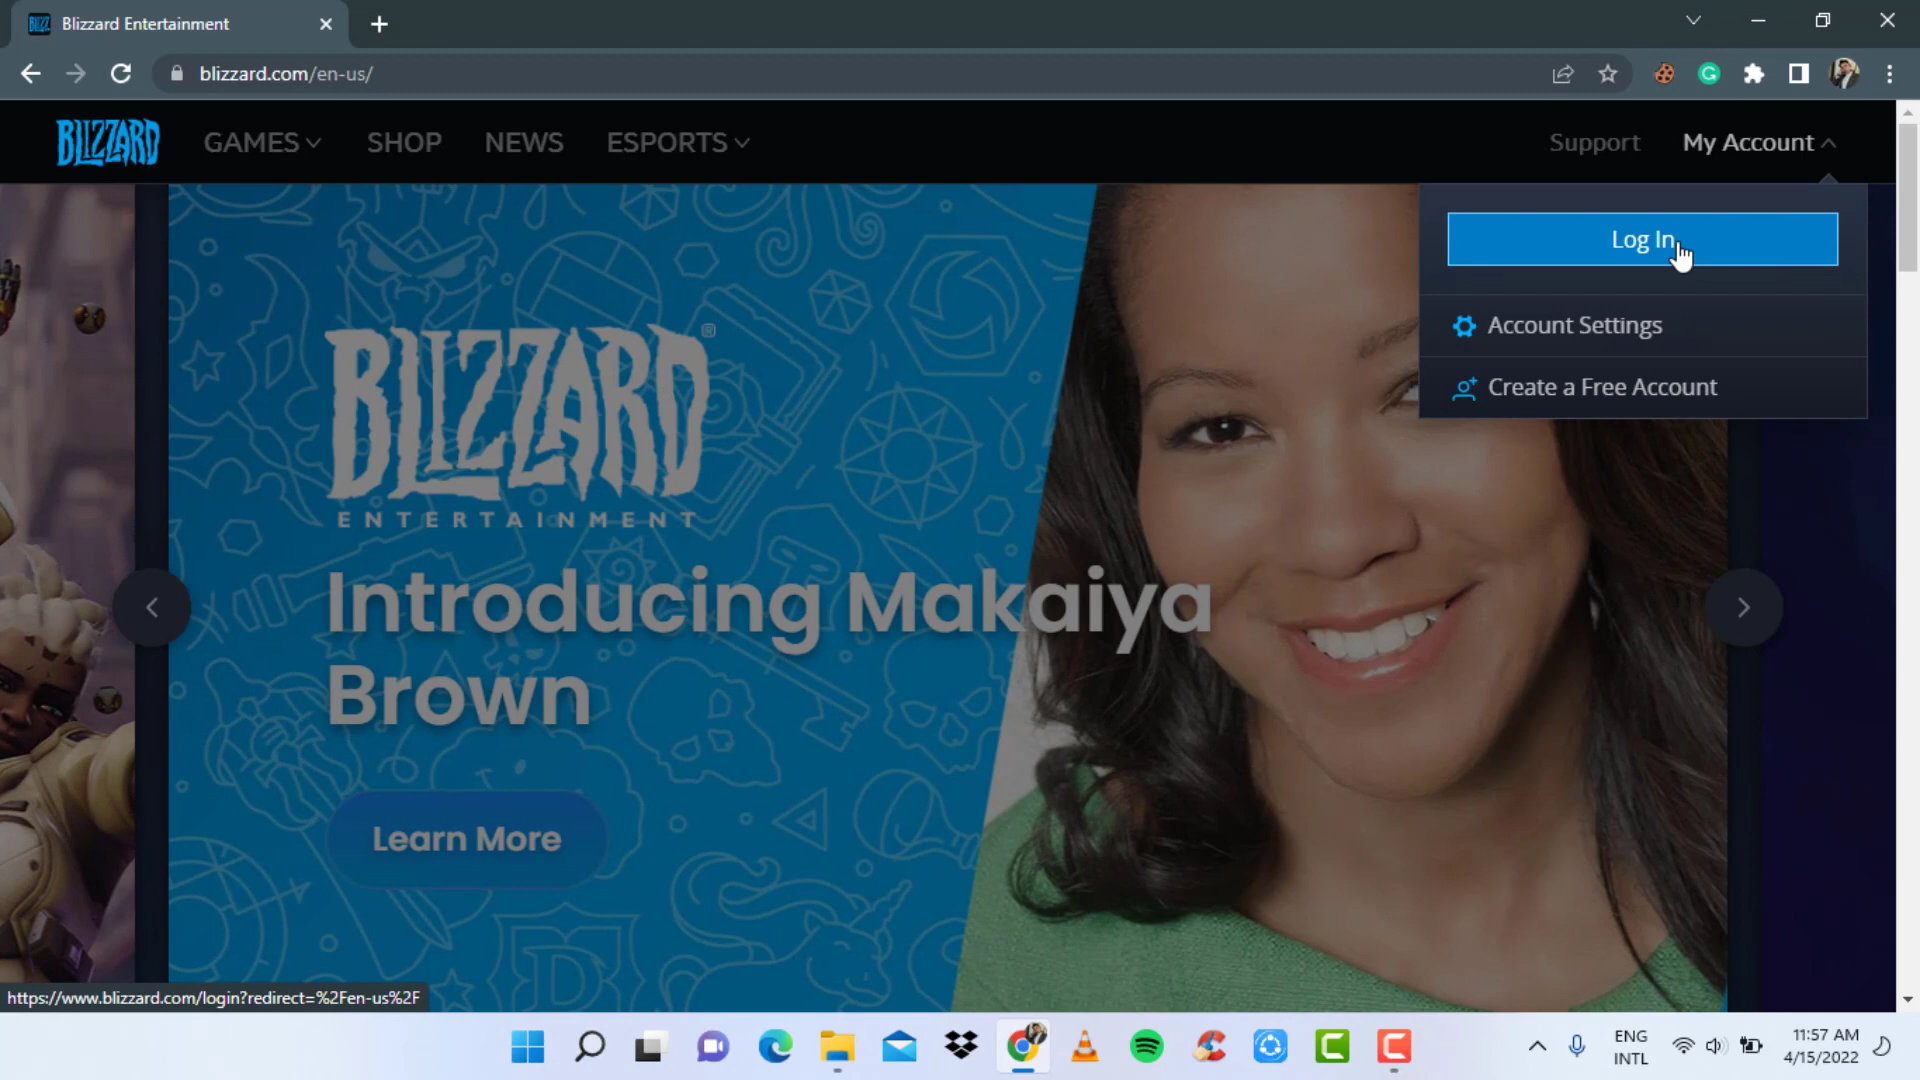 Blizzard Entertainment
blizzard.com/en-us/
BLIZZARD
GAMES
SHOP
NEWS
ESPORTS
Support
My Account
Log In
Account Settings
Create a Free Account
BLIZZARD®
ENTERTAINMENT
Introducing Makaiya
Brown
Learn More
https://www.blizzard.com/login?redirect=%2Fen-us%2F
ENG
INTL
11:57 AM
4/15/2022